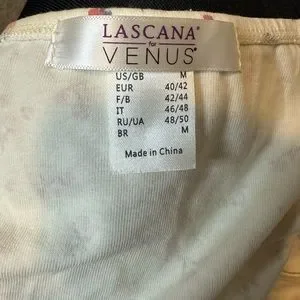 LASCANA®
for
VENUS®
US/GB M
EUR 40/42
F/B 42/44
IT 46/48
RU/UA 48/50
BR M
Made in China